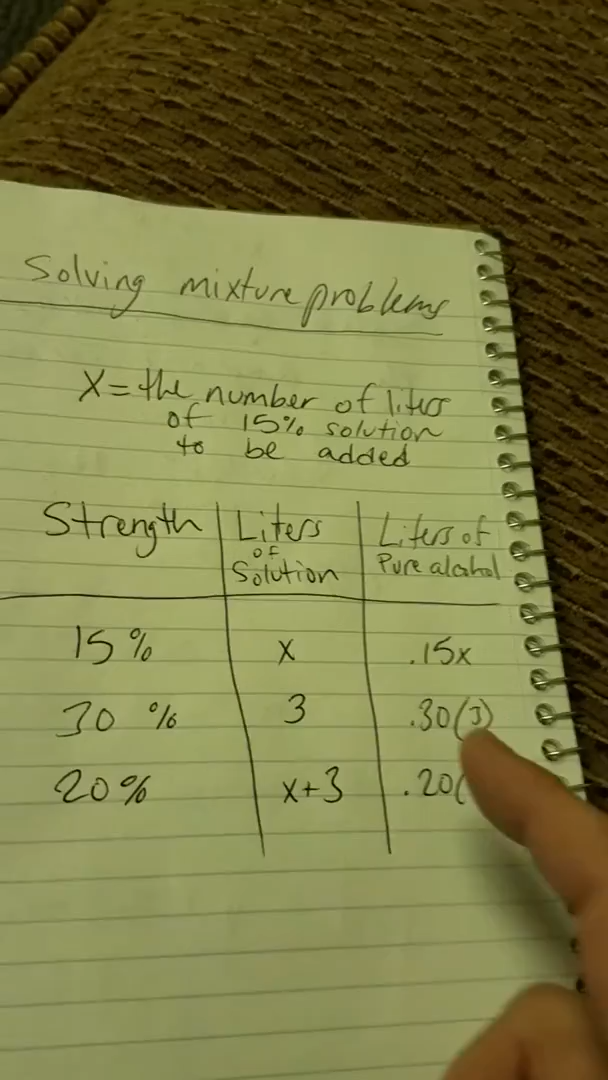 Solving mixture problems
X = the number of liters
of 15% solution
to be added
Strength | Liters of Solution | Liters of Pure alcohol
15% | x | .15x
30 % | 3 | .30(3)
20% | x+3 | .20(